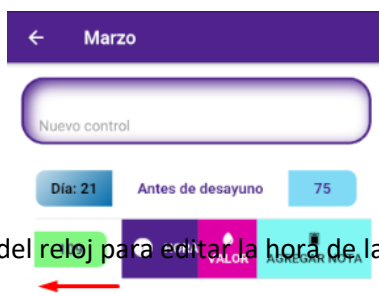 Marzo
Nuevo control
Día: 21 Antes de desayuno 75
del reloj para editar la hora de la
VALOR AGREGAR NOTA